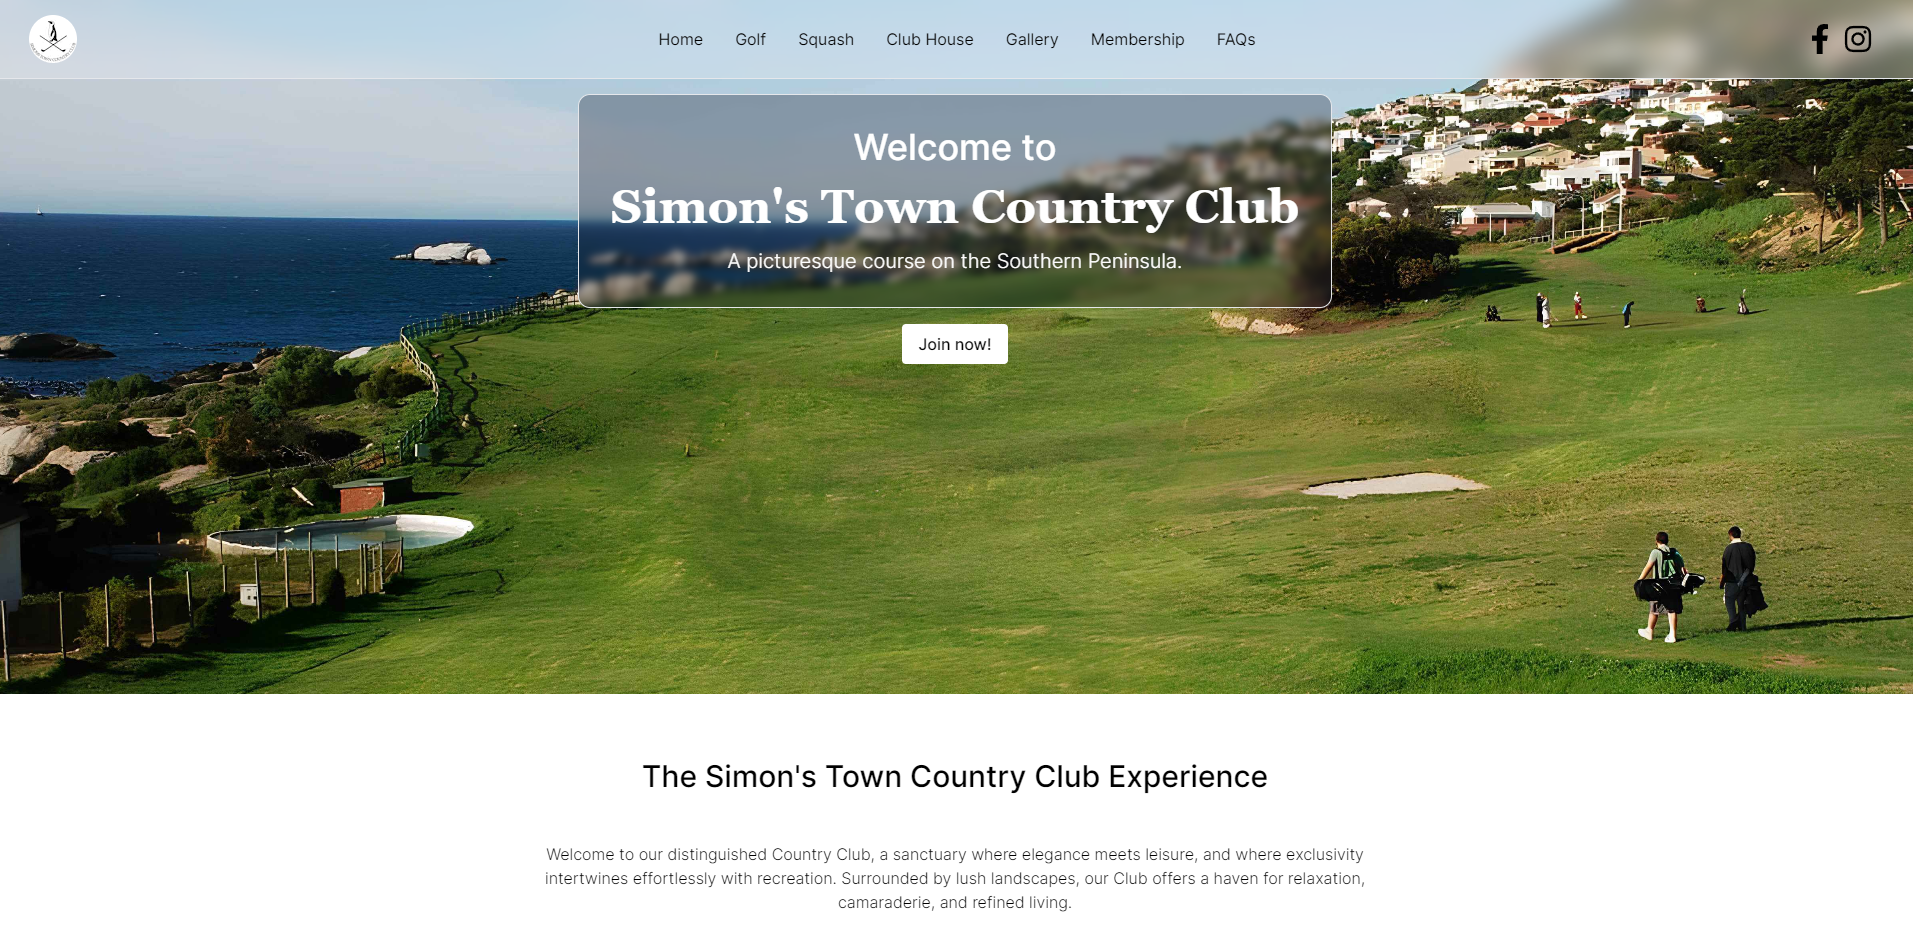 Home Golf Squash Club House Gallery Membership FAQs
Welcome to
Simon's Town Country Club
A picturesque course on the Southern Peninsula.
Join now!
The Simon's Town Country Club Experience
Welcome to our distinguished Country Club, a sanctuary where elegance meets leisure, and where exclusivity
intertwines effortlessly with recreation. Surrounded by lush landscapes, our Club offers a haven for relaxation,
camaraderie, and refined living.